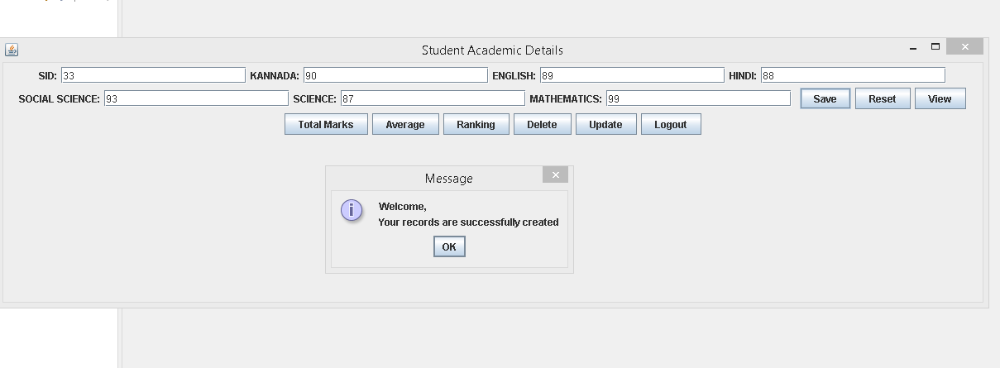 Student Academic Details
SID: 33 KANNADA: 90 ENGLISH: 89 HINDI: 88
SOCIAL SCIENCE: 93 SCIENCE: 87 MATHEMATICS: 99 Save Reset View
Total Marks Average Ranking Delete Update Logout
Message
Welcome,
Your records are successfully created
OK